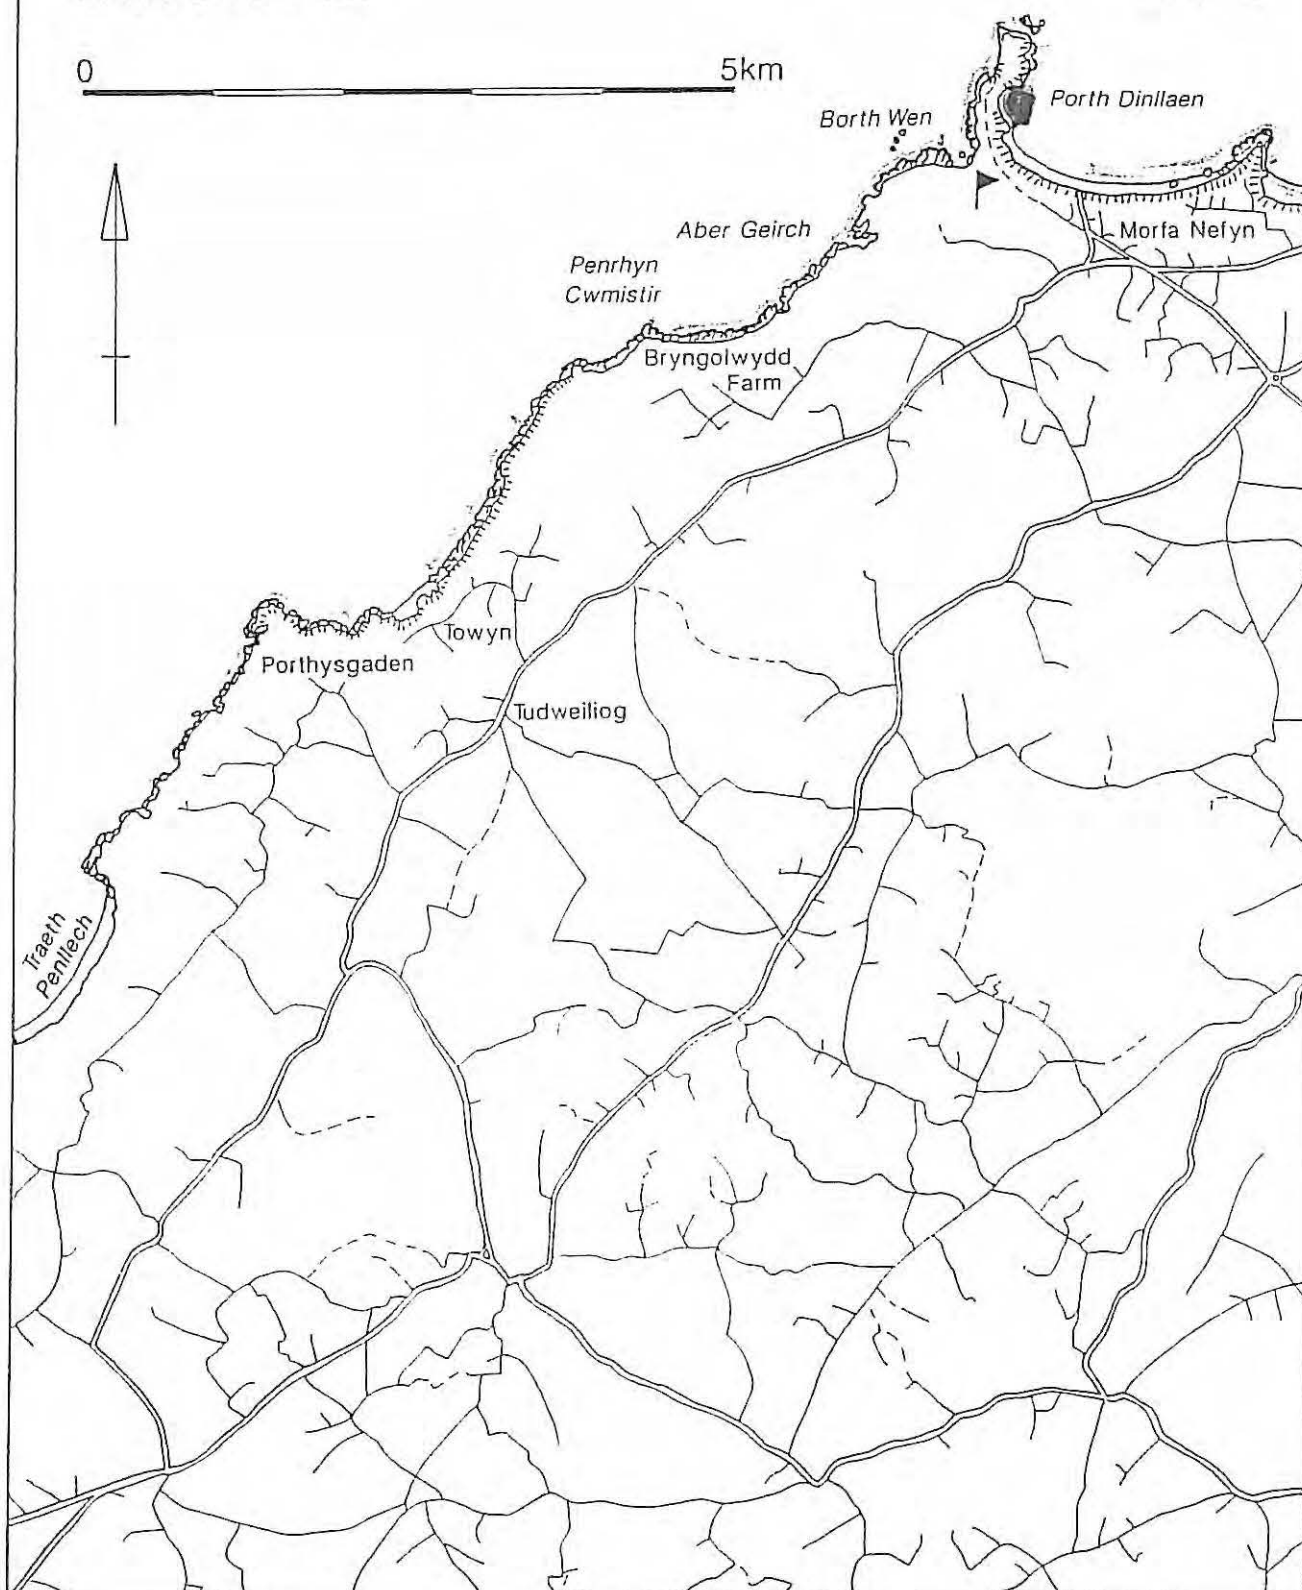 0
5km
Porth Dinllaen
Borth Wen
Morfa Nefyn
Aber Geirch
Penrhyn
Cwmistir
Bryngolwydd
Farm
Towyn
Porthysgaden
Tudweiliog
Traeth
Penllech